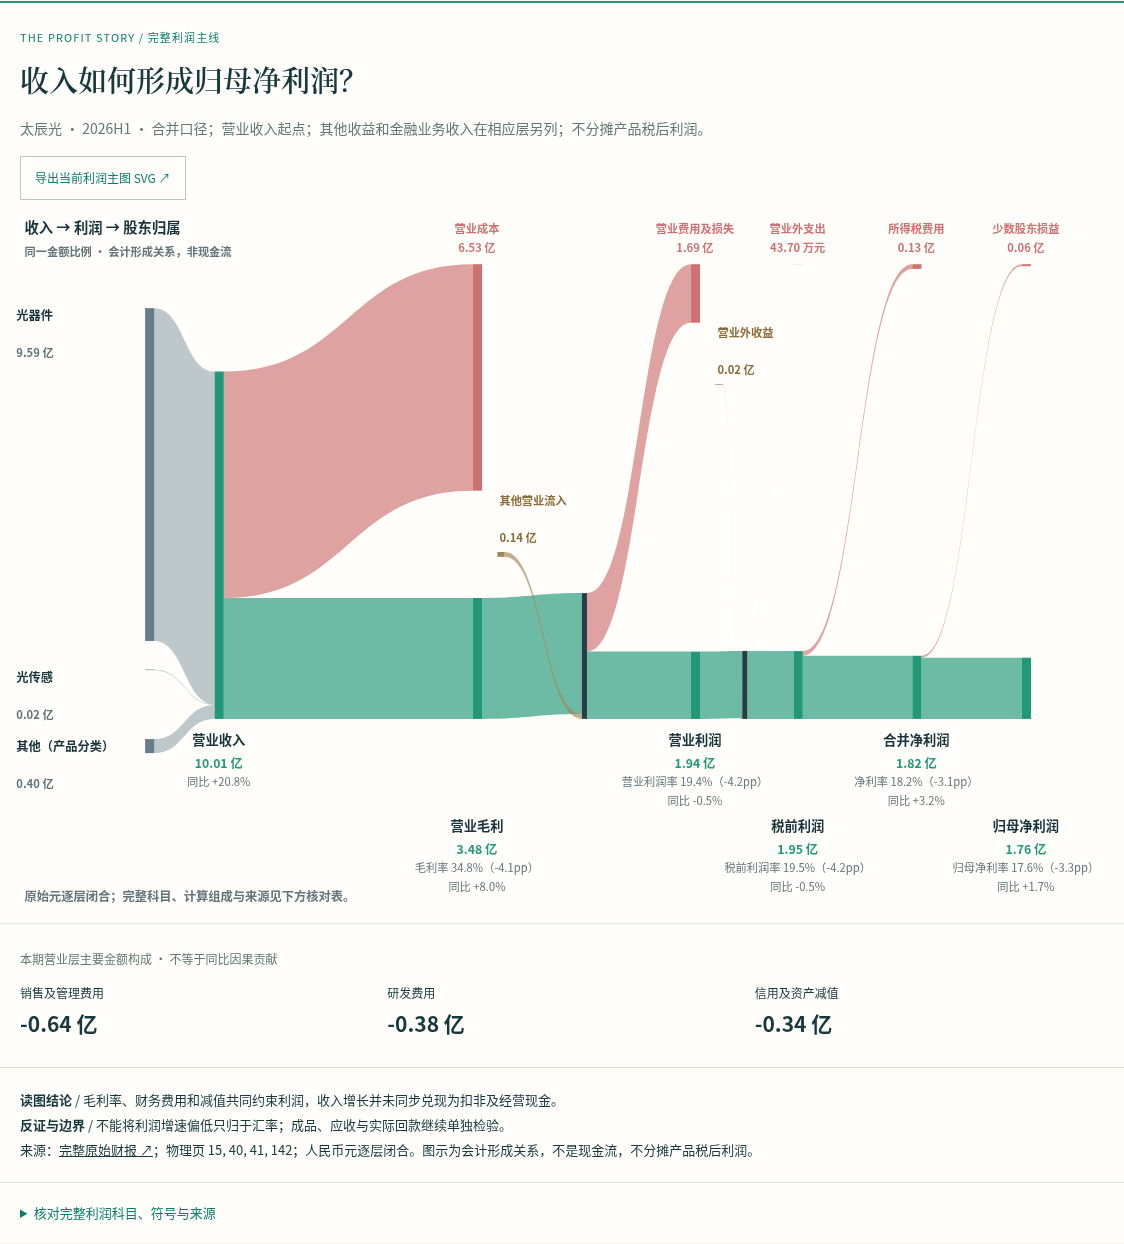 THE PROFIT STORY / 完整利润主线
收入如何形成归母净利润？
太辰光 · 2026H1 · 合并口径；营业收入起点；其他收益和金融业务收入在相应层另列；不分摊产品税后利润。
导出当前利润主图 SVG ↗
收入 → 利润 → 股东归属
同一金额比例 · 会计形成关系，非现金流
营业成本
6.53 亿
营业费用及损失
1.69 亿
营业外支出
43.70 万元
所得税费用
0.13 亿
少数股东损益
0.06 亿
光器件
9.59 亿
营业外收益
0.02 亿
其他营业流入
0.14 亿
光传感
0.02 亿
其他（产品分类）
0.40 亿
营业收入
10.01 亿
同比 +20.8%
营业利润
1.94 亿
营业利润率 19.4%（-4.2pp）
同比 -0.5%
合并净利润
1.82 亿
净利率 18.2%（-3.1pp）
同比 +3.2%
营业毛利
3.48 亿
毛利率 34.8%（-4.1pp）
同比 +8.0%
税前利润
1.95 亿
税前利润率 19.5%（-4.2pp）
同比 -0.5%
归母净利润
1.76 亿
归母净利率 17.6%（-3.3pp）
同比 +1.7%
原始元逐层闭合；完整科目、计算组成与来源见下方核对表。
本期营业层主要金额构成 · 不等于同比因果贡献
销售及管理费用
-0.64 亿
研发费用
-0.38 亿
信用及资产减值
-0.34 亿
读图结论 / 毛利率、财务费用和减值共同约束利润，收入增长并未同步兑现为扣非及经营现金。
反证与边界 / 不能将利润增速偏低只归于汇率；成品、应收与实际回款继续单独检验。
来源：完整原始财报 ↗；物理页 15, 40, 41, 142；人民币元逐层闭合。图示为会计形成关系，不是现金流，不分摊产品税后利润。
▶ 核对完整利润科目、符号与来源